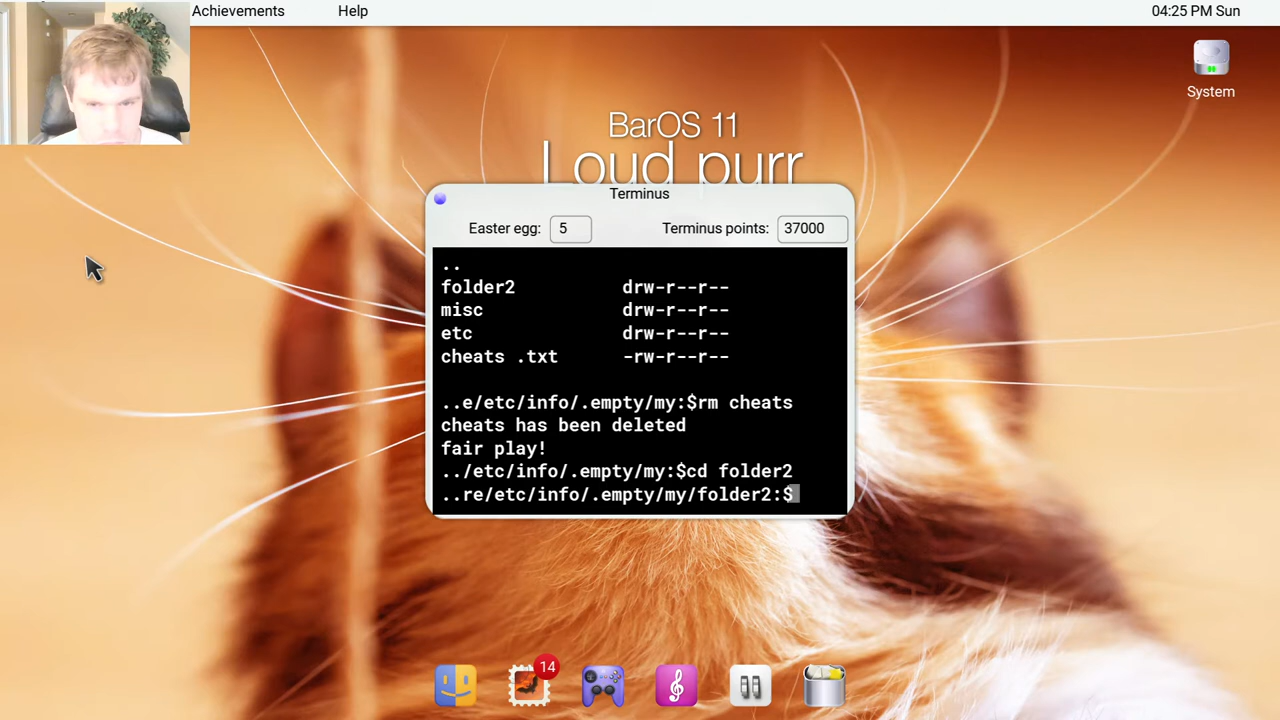 Achievements
Help
04:25 PM Sun
System
BarOS 11
Loud purr
Terminus
Easter egg: 5
Terminus points: 37000
..
folder2 drw-r--r--
misc drw-r--r--
etc drw-r--r--
cheats .txt -rw-r--r--
..e/etc/info/.empty/my:$rm cheats
cheats has been deleted
fair play!
../etc/info/.empty/my:$cd folder2
..re/etc/info/.empty/my/folder2:$
14